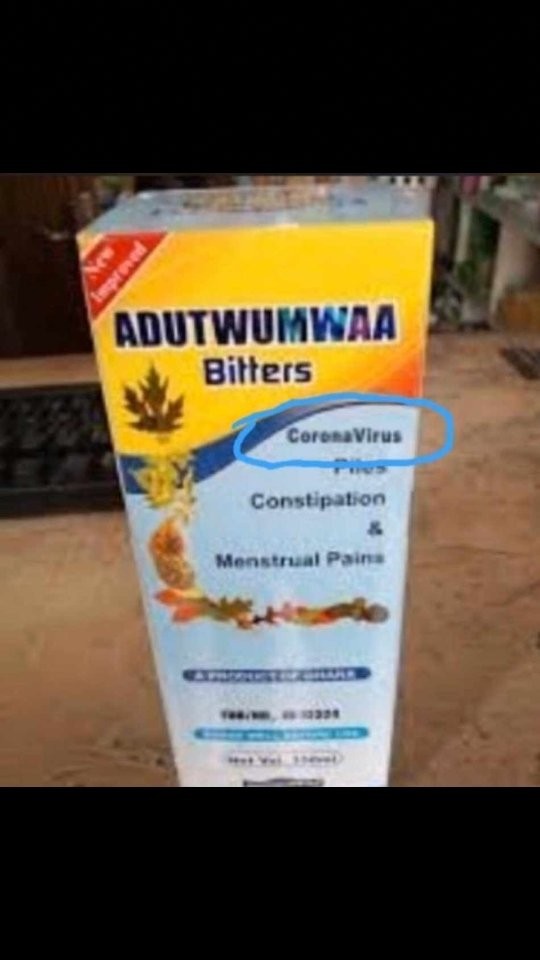 New
Improved
ADUTWUMWAA
Bitters
CoronaVirus
Piles
Constipation
&
Menstrual Pains
A PRODUCT OF GHANA